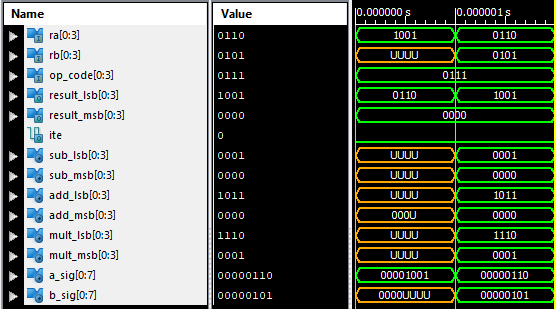 Name Value 0.000000 s 0.000001 s
ra[0:3] 0110 1001 0110
rb[0:3] 0101 UUUU 0101
op_code[0:3] 0111 0111
result_lsb[0:3] 1001 0110 1001
result_msb[0:3] 0000 0000
ite 0
sub_lsb[0:3] 0001 UUUU 0001
sub_msb[0:3] 0000 UUUU 0000
add_lsb[0:3] 1011 UUUU 1011
add_msb[0:3] 0000 000U 0000
mult_lsb[0:3] 1110 UUUU 1110
mult_msb[0:3] 0001 UUUU 0001
a_sig[0:7] 00000110 00001001 00000110
b_sig[0:7] 00000101 0000UUUU 00000101